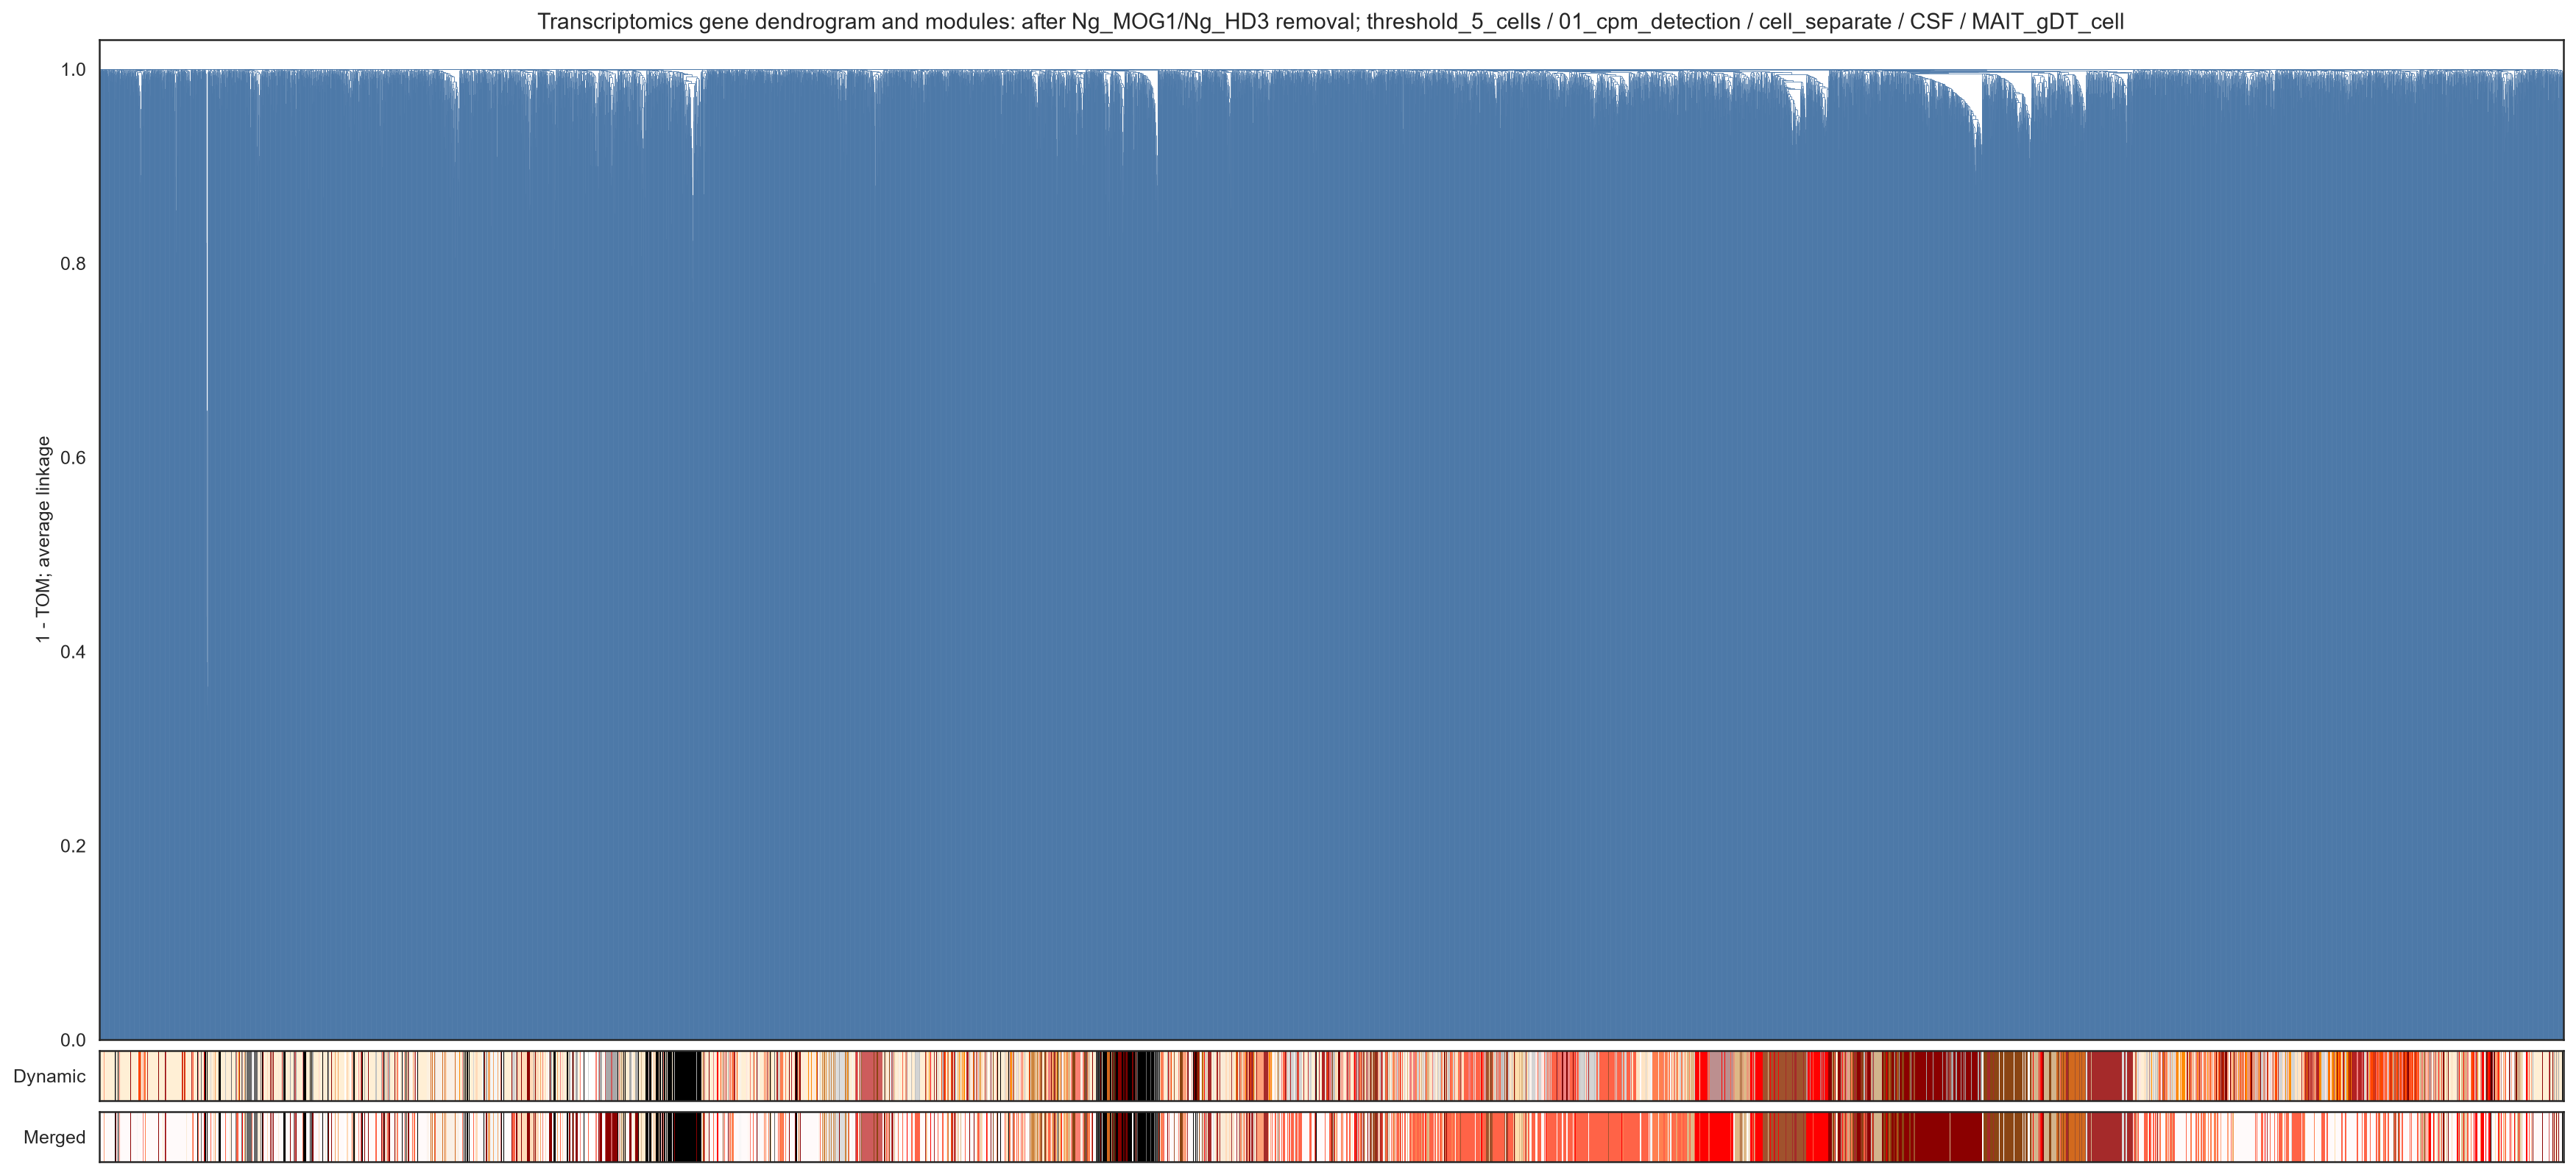 Transcriptomics gene dendrogram and modules: after Ng_MOG1/Ng_HD3 removal; threshold_5_cells / 01_cpm_detection / cell_separate / CSF / MAIT_gDT_cell
1.0
0.8
0.6
0.4
0.2
0.0
1 - TOM; average linkage
Dynamic
Merged